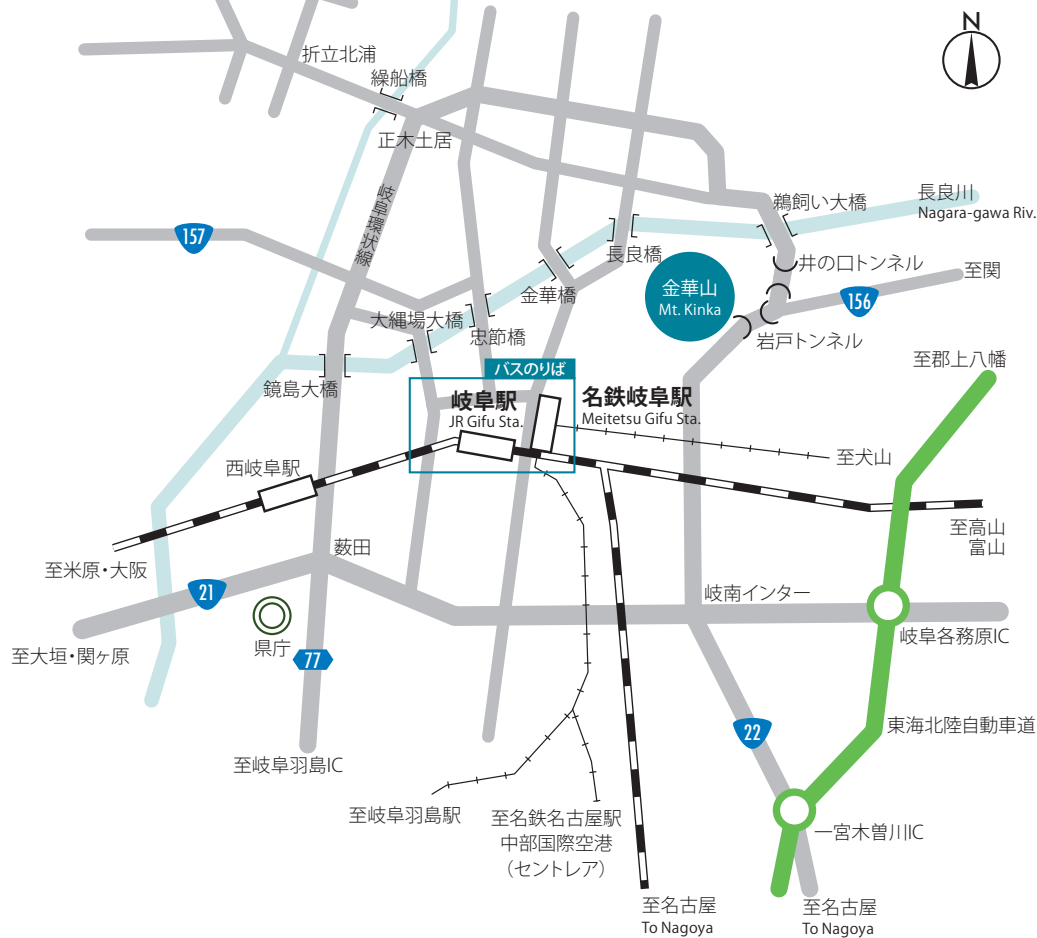 N
折立北浦
繰船橋
正木土居
岐阜環状線
鵜飼い大橋
長良川
Nagara-gawa Riv.
157
長良橋
井の口トンネル
至関
金華山
Mt. Kinka
金華橋
156
大縄場大橋
忠節橋
岩戸トンネル
至郡上八幡
バスのりば
鏡島大橋
岐阜駅
JR Gifu Sta.
名鉄岐阜駅
Meitetsu Gifu Sta.
至犬山
西岐阜駅
至高山
富山
薮田
至米原・大阪
21
岐南インター
県庁
岐阜各務原IC
至大垣・関ヶ原
77
22
東海北陸自動車道
至岐阜羽島IC
至岐阜羽島駅
至名鉄名古屋駅
中部国際空港
（セントレア）
一宮木曽川IC
至名古屋
To Nagoya
至名古屋
To Nagoya